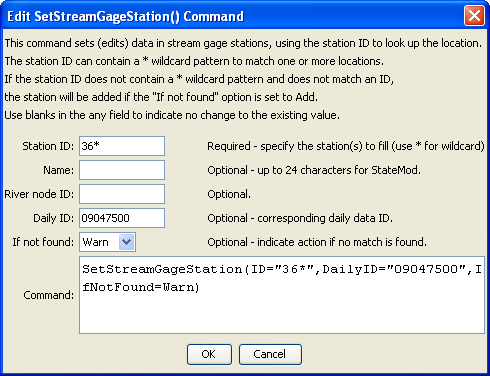 Edit SetStreamGageStation() Command
This command sets (edits) data in stream gage stations, using the station ID to look up the location.
The station ID can contain a * wildcard pattern to match one or more locations.
If the station ID does not contain a * wildcard pattern and does not match an ID,
the station will be added if the "If not found" option is set to Add.
Use blanks in the any field to indicate no change to the existing value.
Station ID: 36* Required - specify the station(s) to fill (use * for wildcard)
Name: Optional - up to 24 characters for StateMod.
River node ID: Optional.
Daily ID: 09047500 Optional - corresponding daily data ID.
If not found: Warn Optional - indicate action if no match is found.
Command: SetStreamGageStation(ID="36*",DailyID="09047500",I
fNotFound=Warn)
OK Cancel